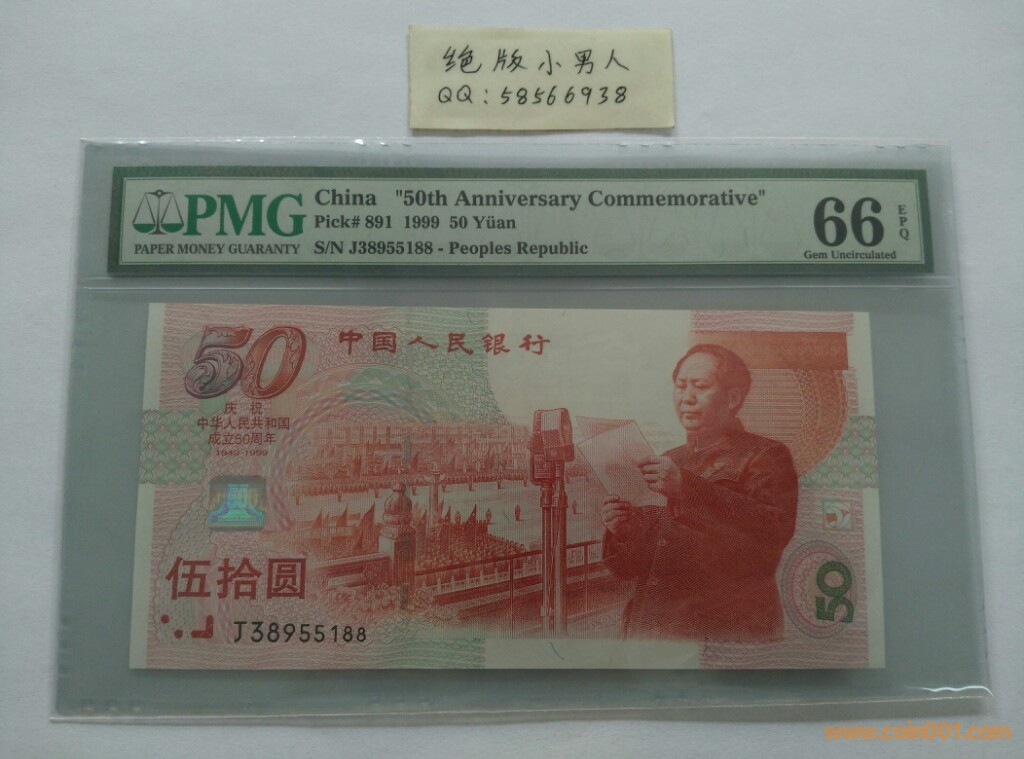 绝版小男人
QQ:58566938
PMG
PAPER MONEY GUARANTY
China "50th Anniversary Commemorative"
Pick# 891 1999 50 Yüan
S/N J38955188 - Peoples Republic
66
EPQ
Gem Uncirculated
50
中国人民银行
庆祝
中华人民共和国
成立50周年
1949-1999
伍拾圆
J38955188
50
www.coin001.com